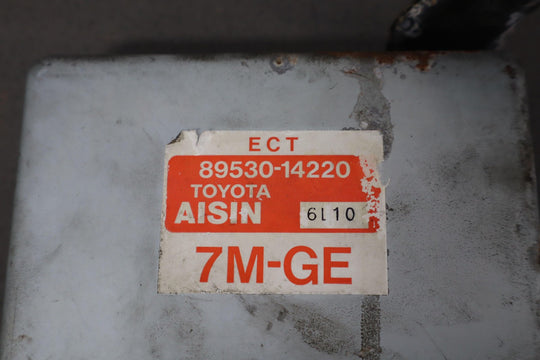 ECT
89530-14220
TOYOTA
AISIN 6L10
7M-GE